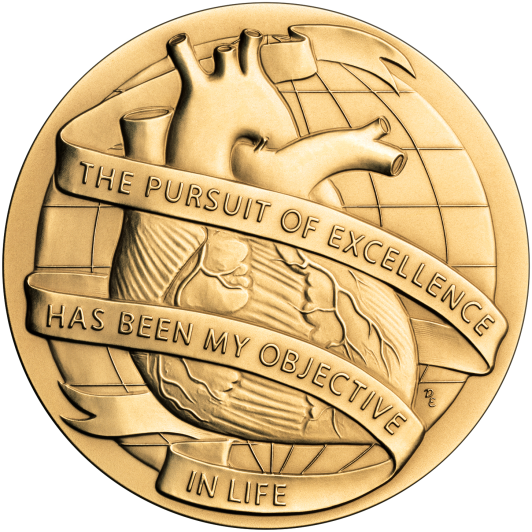 THE PURSUIT OF EXCELLENCE
HAS BEEN MY OBJECTIVE
IN LIFE